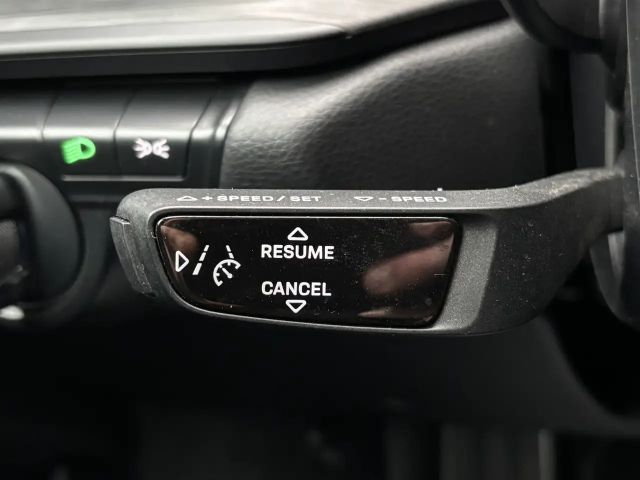 + SPEED / SET - SPEED
RESUME
CANCEL